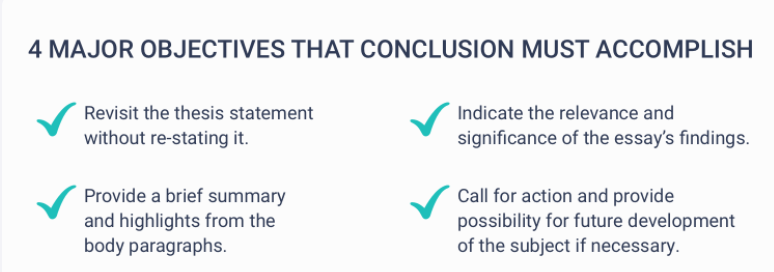 4 MAJOR OBJECTIVES THAT CONCLUSION MUST ACCOMPLISH
Revisit the thesis statement
without re-stating it.
Indicate the relevance and
significance of the essay's findings.
Provide a brief summary
and highlights from the
body paragraphs.
Call for action and provide
possibility for future development
of the subject if necessary.